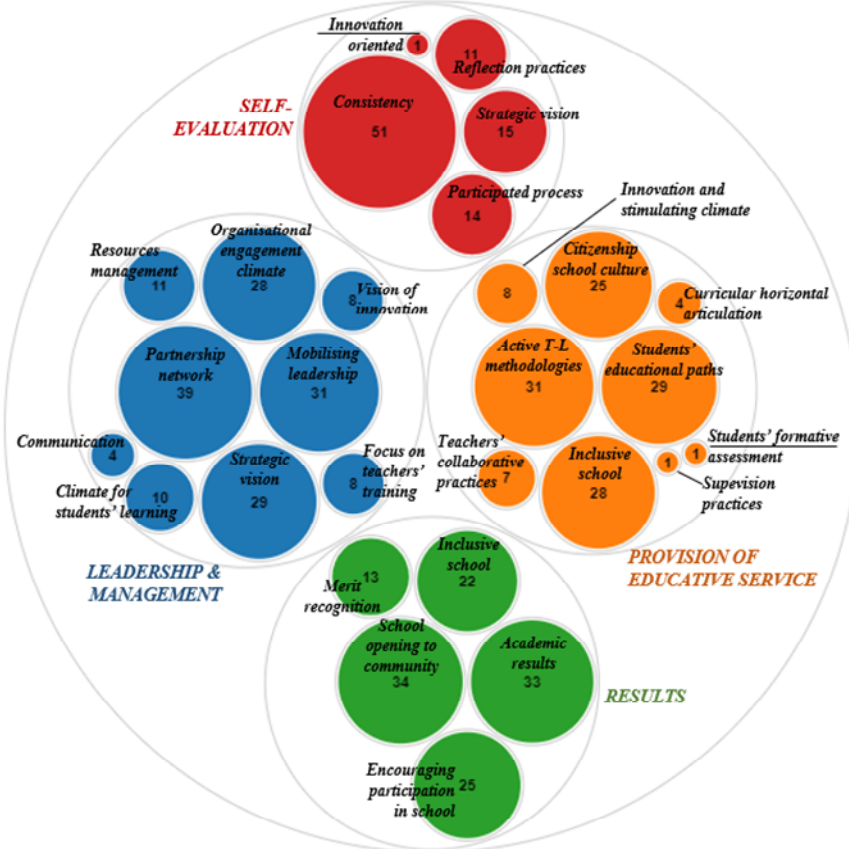 Innovation
oriented
1
11
Reflection practices
SELF-
EVALUATION
Consistency
51
Strategic vision
15
Participated process
14
Innovation and
stimulating climate
Resources
management
11
Organisational
engagement
climate
28
8
Vision of
innovation
Partnership
network
39
Mobilising
leadership
31
Communication
4
Climate for
10
students' learning
Strategic
vision
29
Focus on
teachers'
8
training
LEADERSHIP &
MANAGEMENT
8
Citizenship
school culture
25
4
Curricular horizontal
articulation
Active T-L
methodologies
31
Students'
educational paths
29
Teachers'
collaborative
practices
7
Inclusive
school
28
1
1
Students' formative
assessment
Supevision
practices
PROVISION OF
EDUCATIVE SERVICE
13
Merit
recognition
Inclusive
school
22
School
opening to
community
34
Academic
results
33
RESULTS
Encouraging
participation
in school
25